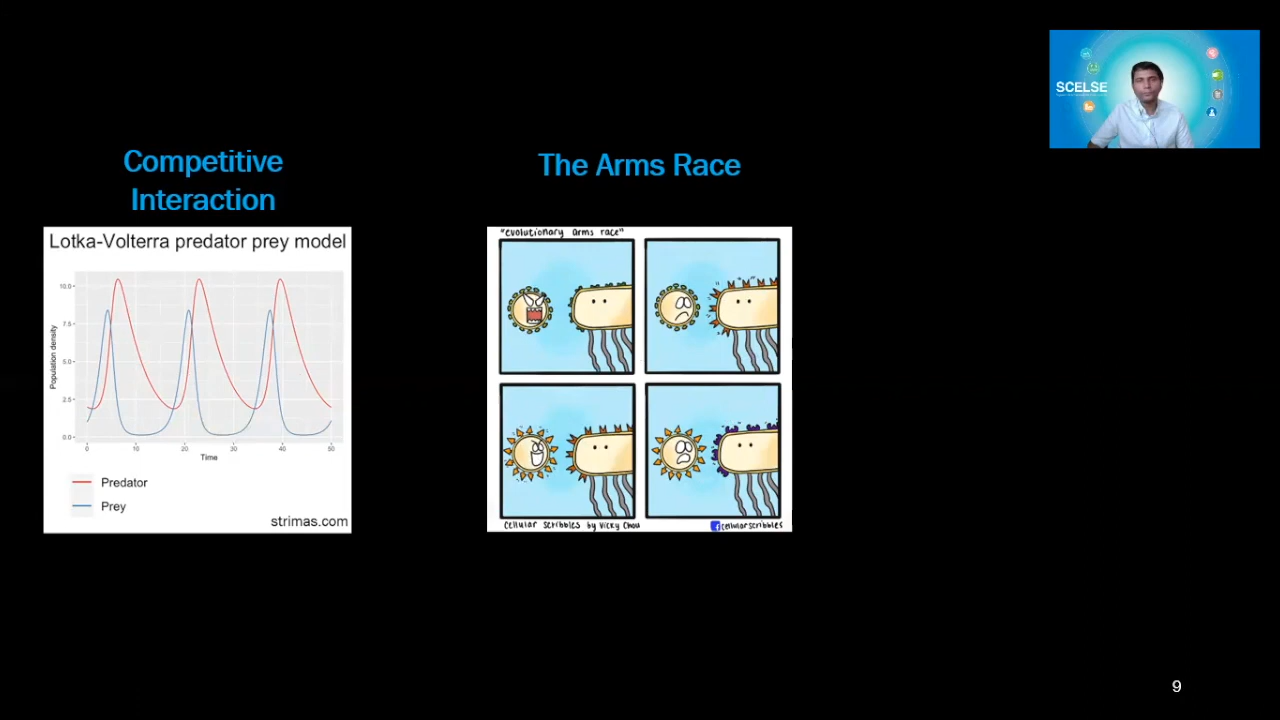 SCELSE
Competitive
Interaction
The Arms Race
Lotka-Volterra predator prey model
Population density
10.0
7.5
5.0
2.5
0.0
0
10
20
30
40
50
Time
Predator
Prey
strimas.com
"evolutionary arms race"
cellular scribbles by Vicky Chou
cellularscribbles
9